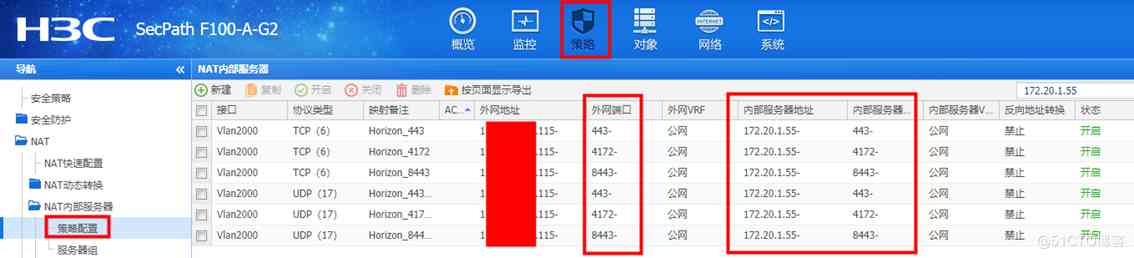 H3C SecPath F100-A-G2
概览 监控 策略 对象 网络 系统
导航 «
安全策略
安全防护
NAT
NAT快速配置
NAT动态转换
NAT内部服务器
策略配置
服务器组
NAT内部服务器
新建 复制 开启 关闭 删除 按页面显示导出 172.20.1.55
接口 协议类型 映射备注 AC... 外网地址 外网端口 外网VRF 内部服务器地址 内部服务器... 内部服务器V... 反向地址转换 状态
Vlan2000 TCP（6） Horizon_443 1 .115- 443- 公网 172.20.1.55- 443- 公网 禁止 开启
Vlan2000 TCP（6） Horizon_4172 1 .115- 4172- 公网 172.20.1.55- 4172- 公网 禁止 开启
Vlan2000 TCP（6） Horizon_8443 1 .115- 8443- 公网 172.20.1.55- 8443- 公网 禁止 开启
Vlan2000 UDP（17） Horizon_443... 1 .115- 443- 公网 172.20.1.55- 443- 公网 禁止 开启
Vlan2000 UDP（17） Horizon_417... 1 .115- 4172- 公网 172.20.1.55- 4172- 公网 禁止 开启
Vlan2000 UDP（17） Horizon_844... 1 .115- 8443- 公网 172.20.1.55- 8443- 公网 禁止 开启
@51CTO博客